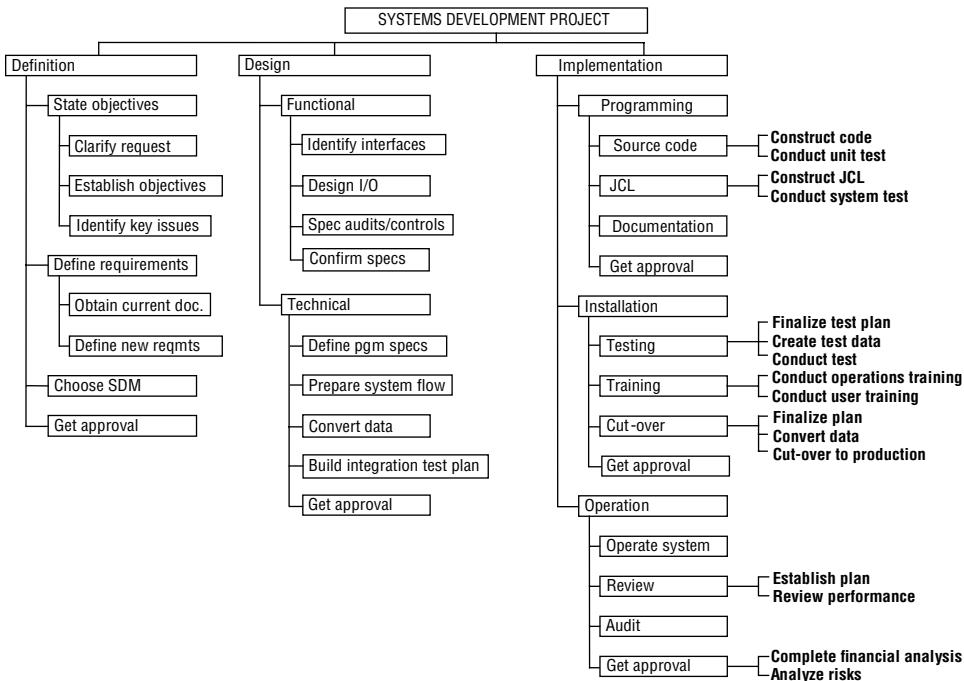 SYSTEMS DEVELOPMENT PROJECT
Definition
State objectives
Clarify request
Establish objectives
Identify key issues
Define requirements
Obtain current doc.
Define new reqmts
Choose SDM
Get approval
Design
Functional
Identify interfaces
Design I/O
Spec audits/controls
Confirm specs
Technical
Define pgm specs
Prepare system flow
Convert data
Build integration test plan
Get approval
Implementation
Programming
Source code
Construct code
Conduct unit test
JCL
Construct JCL
Conduct system test
Documentation
Get approval
Installation
Testing
Finalize test plan
Create test data
Conduct test
Training
Conduct operations training
Conduct user training
Cut-over
Finalize plan
Convert data
Cut-over to production
Get approval
Operation
Operate system
Review
Establish plan
Review performance
Audit
Get approval
Complete financial analysis
Analyze risks